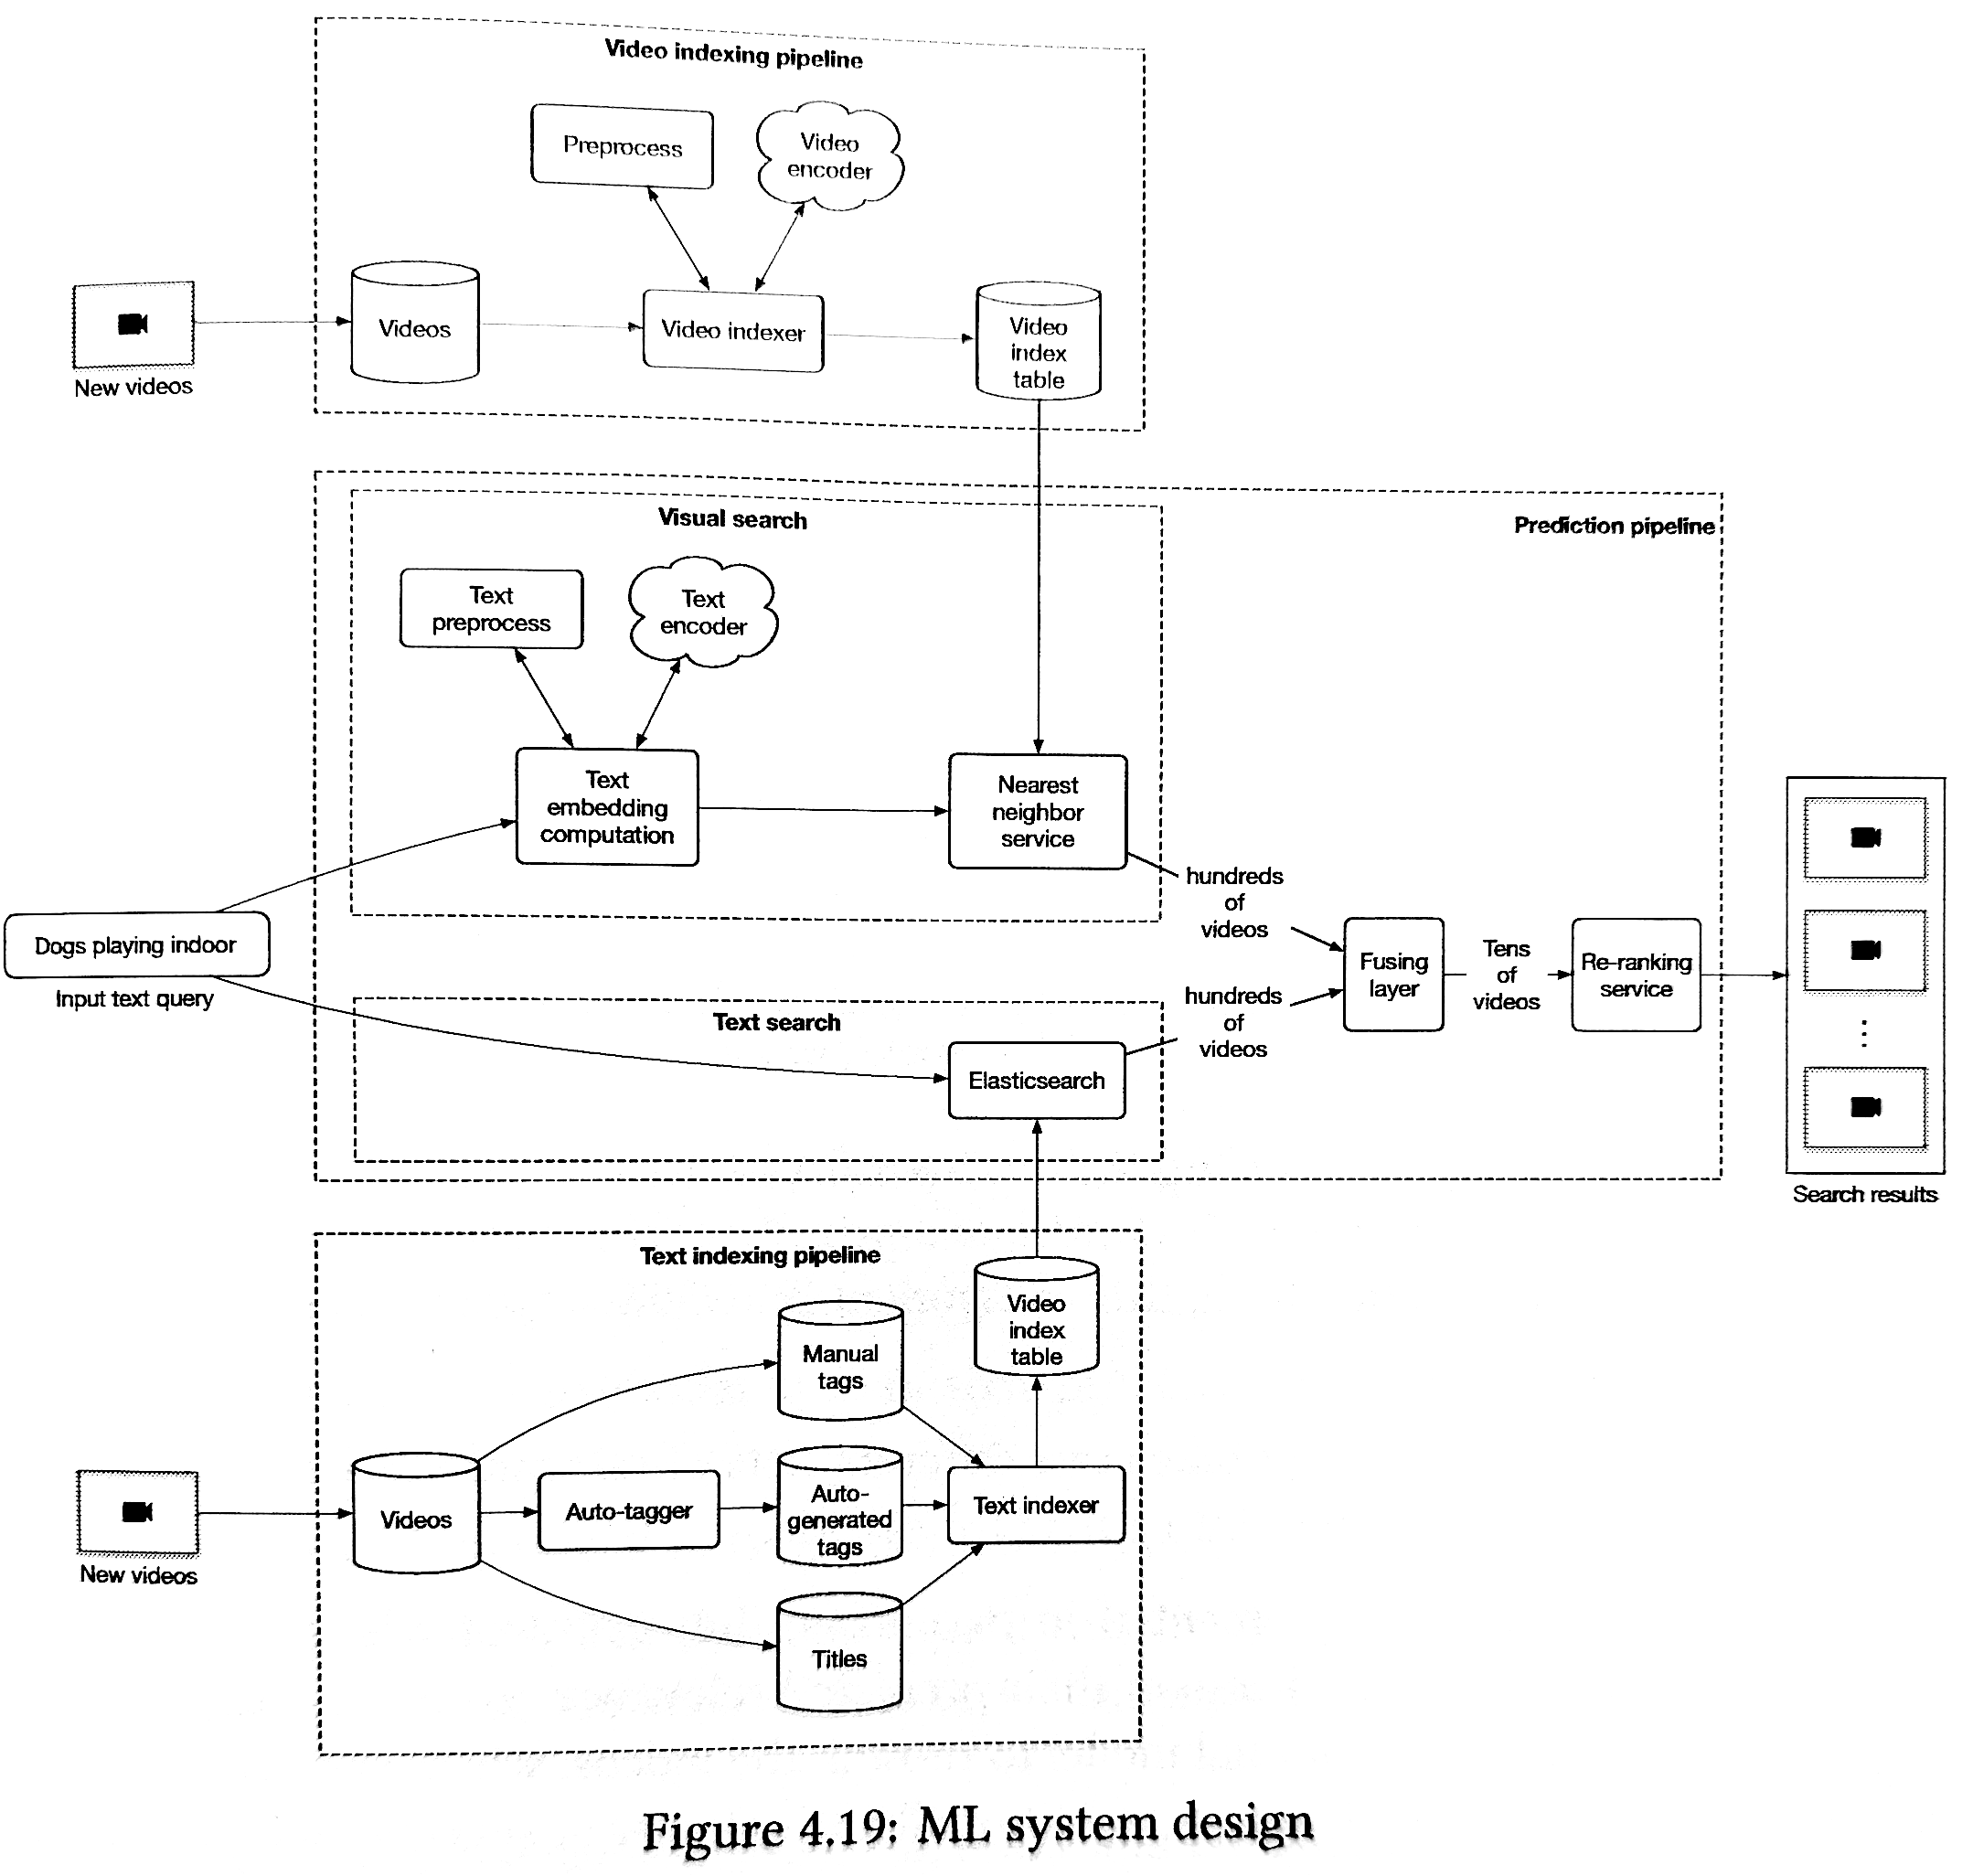 Video indexing pipeline
Preprocess
Video
encoder
Videos
Video indexer
Video
index
table
New videos
Visual search
Prediction pipeline
Text
preprocess
Text
encoder
Text
embedding
computation
Nearest
neighbor
service
hundreds
of
videos
Dogs playing indoor
Input text query
Fusing
layer
Tens
of
videos
Re-ranking
service
hundreds
of
videos
Text search
Elasticsearch
Search results
Text indexing pipeline
Video
index
table
Manual
tags
Videos
Auto-tagger
Auto-
generated
tags
Text indexer
New videos
Titles
Figure 4.19: ML system design